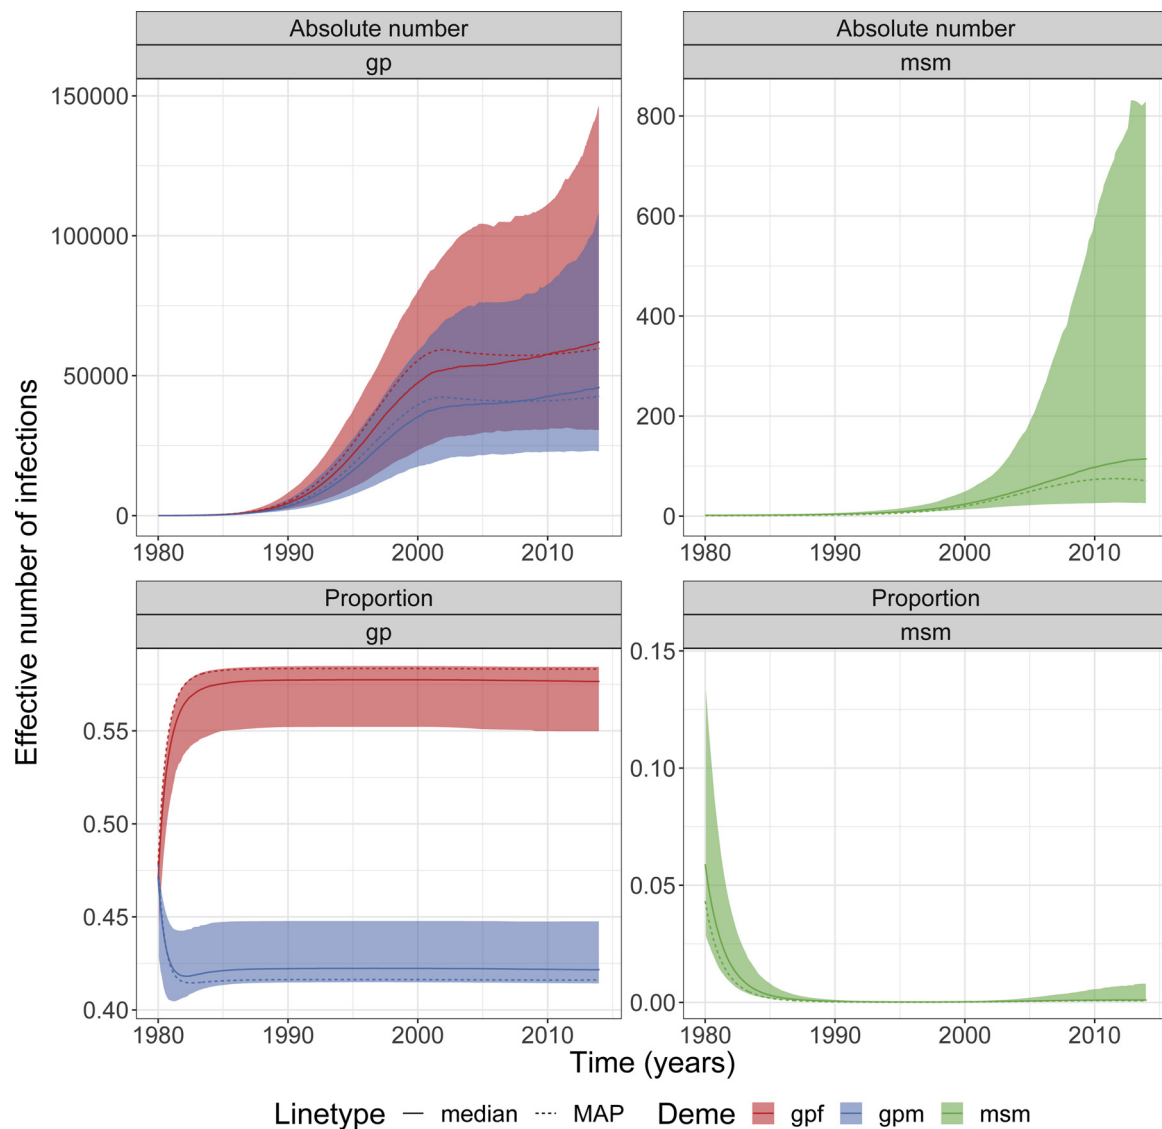 Absolute number
gp
Absolute number
msm
150000
100000
50000
0
1980 1990 2000 2010
800
600
400
200
0
1980 1990 2000 2010
Effective number of infections
Proportion
gp
Proportion
msm
0.55
0.50
0.45
0.40
1980 1990 2000 2010
0.15
0.10
0.05
0.00
1980 1990 2000 2010
Time (years)
Linetype median MAP Deme gpf gpm msm